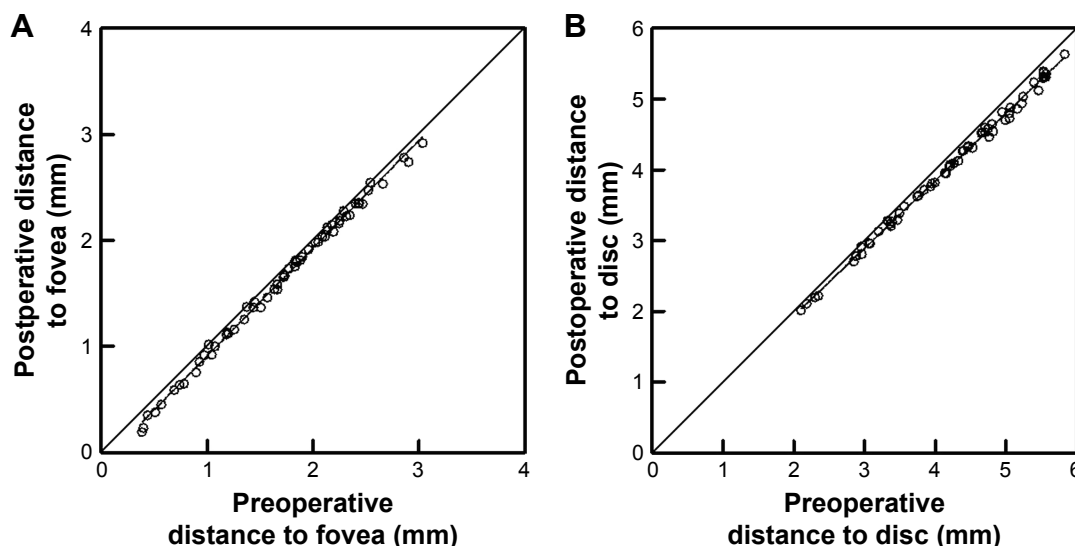 A
Postperative distance
to fovea (mm)
4
3
2
1
0
0 1 2 3 4
Preoperative
distance to fovea (mm)
B
Postoperative distance
to disc (mm)
6
5
4
3
2
1
0
0 1 2 3 4 5 6
Preoperative
distance to disc (mm)